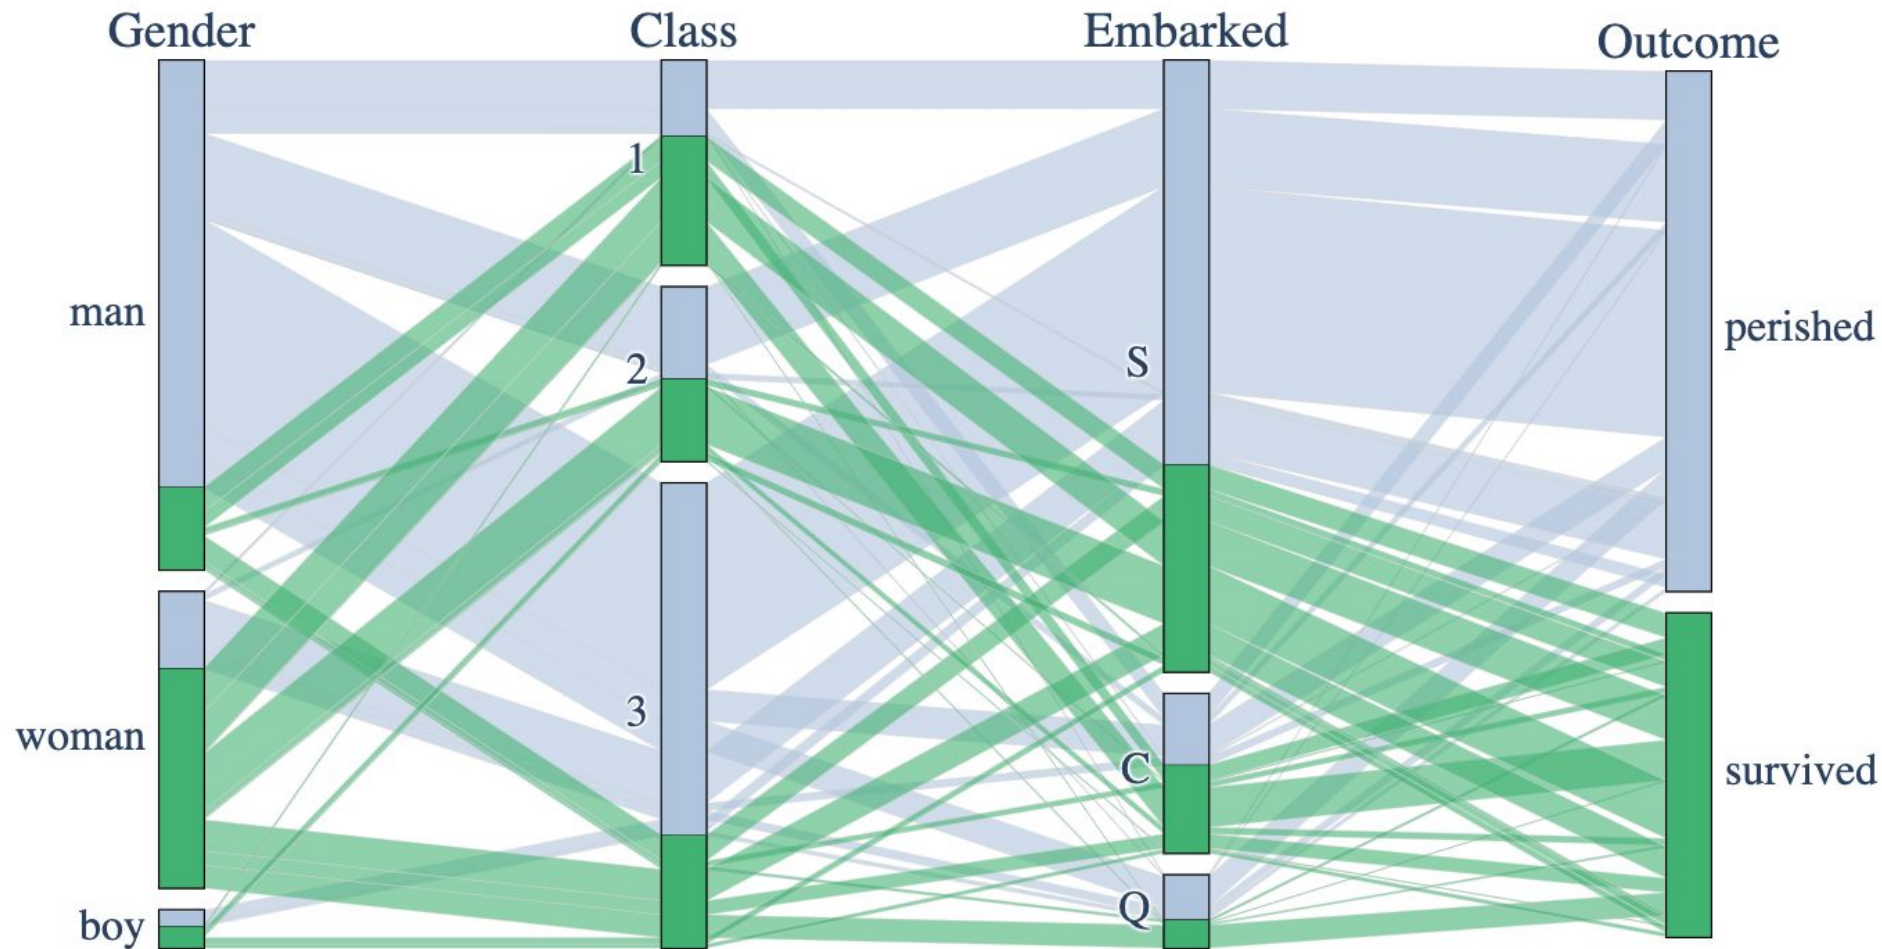 Gender
Class
Embarked
Outcome
man
woman
boy
1
2
3
S
C
Q
perished
survived